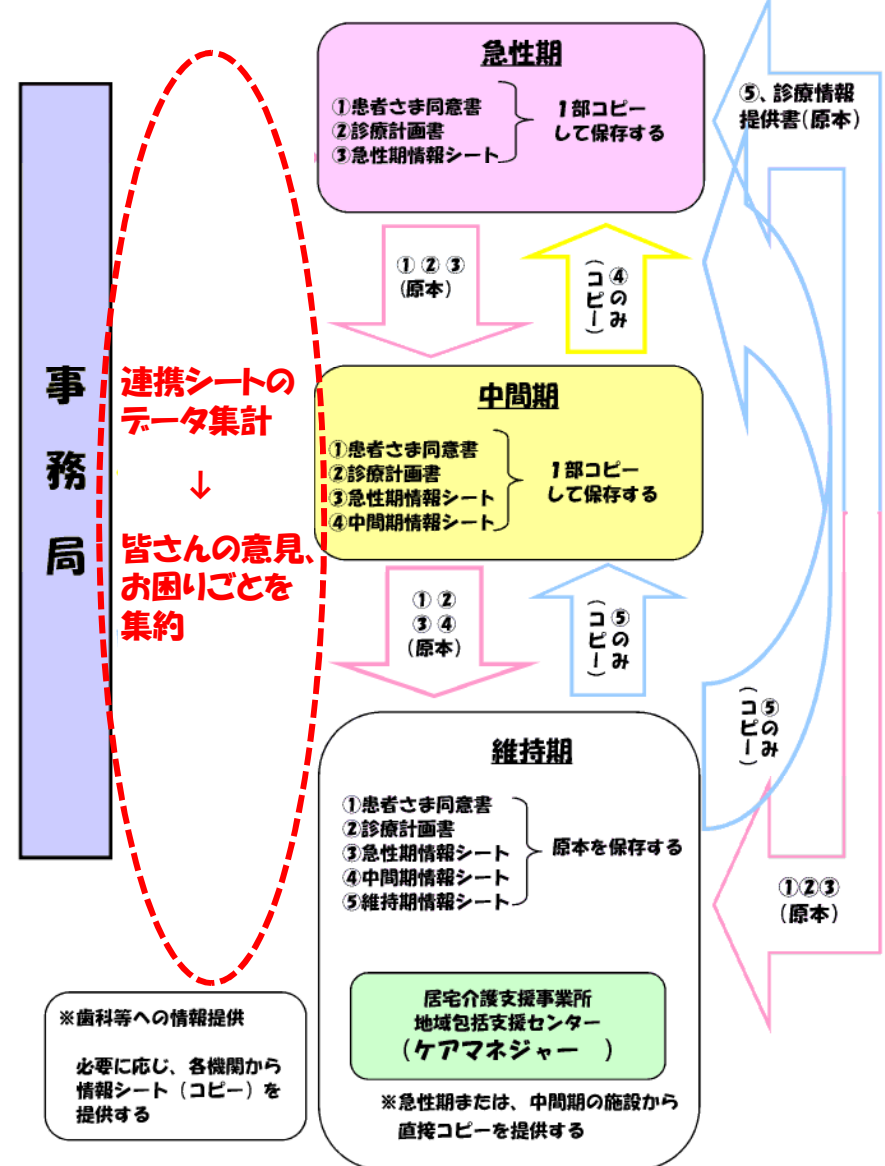 急性期
①患者さま同意書
②診療計画書
③急性期情報シート
1部コピー
して保存する
⑤、診療情報
提供書(原本)
①②③
(原本)
④のみ
(コピー)
事務局
連携シートの
データ集計
↓
皆さんの意見、
お困りごとを
集約
中間期
①患者さま同意書
②診療計画書
③急性期情報シート
④中間期情報シート
1部コピー
して保存する
①②
③④
(原本)
⑤のみ
(コピー)
⑤のみ
(コピー)
維持期
①患者さま同意書
②診療計画書
③急性期情報シート
④中間期情報シート
⑤維持期情報シート
原本を保存する
①②③
(原本)
居宅介護支援事業所
地域包括支援センター
(ケアマネジャー )
※急性期または、中間期の施設から
直接コピーを提供する
※歯科等への情報提供
必要に応じ、各機関から
情報シート(コピー)を
提供する